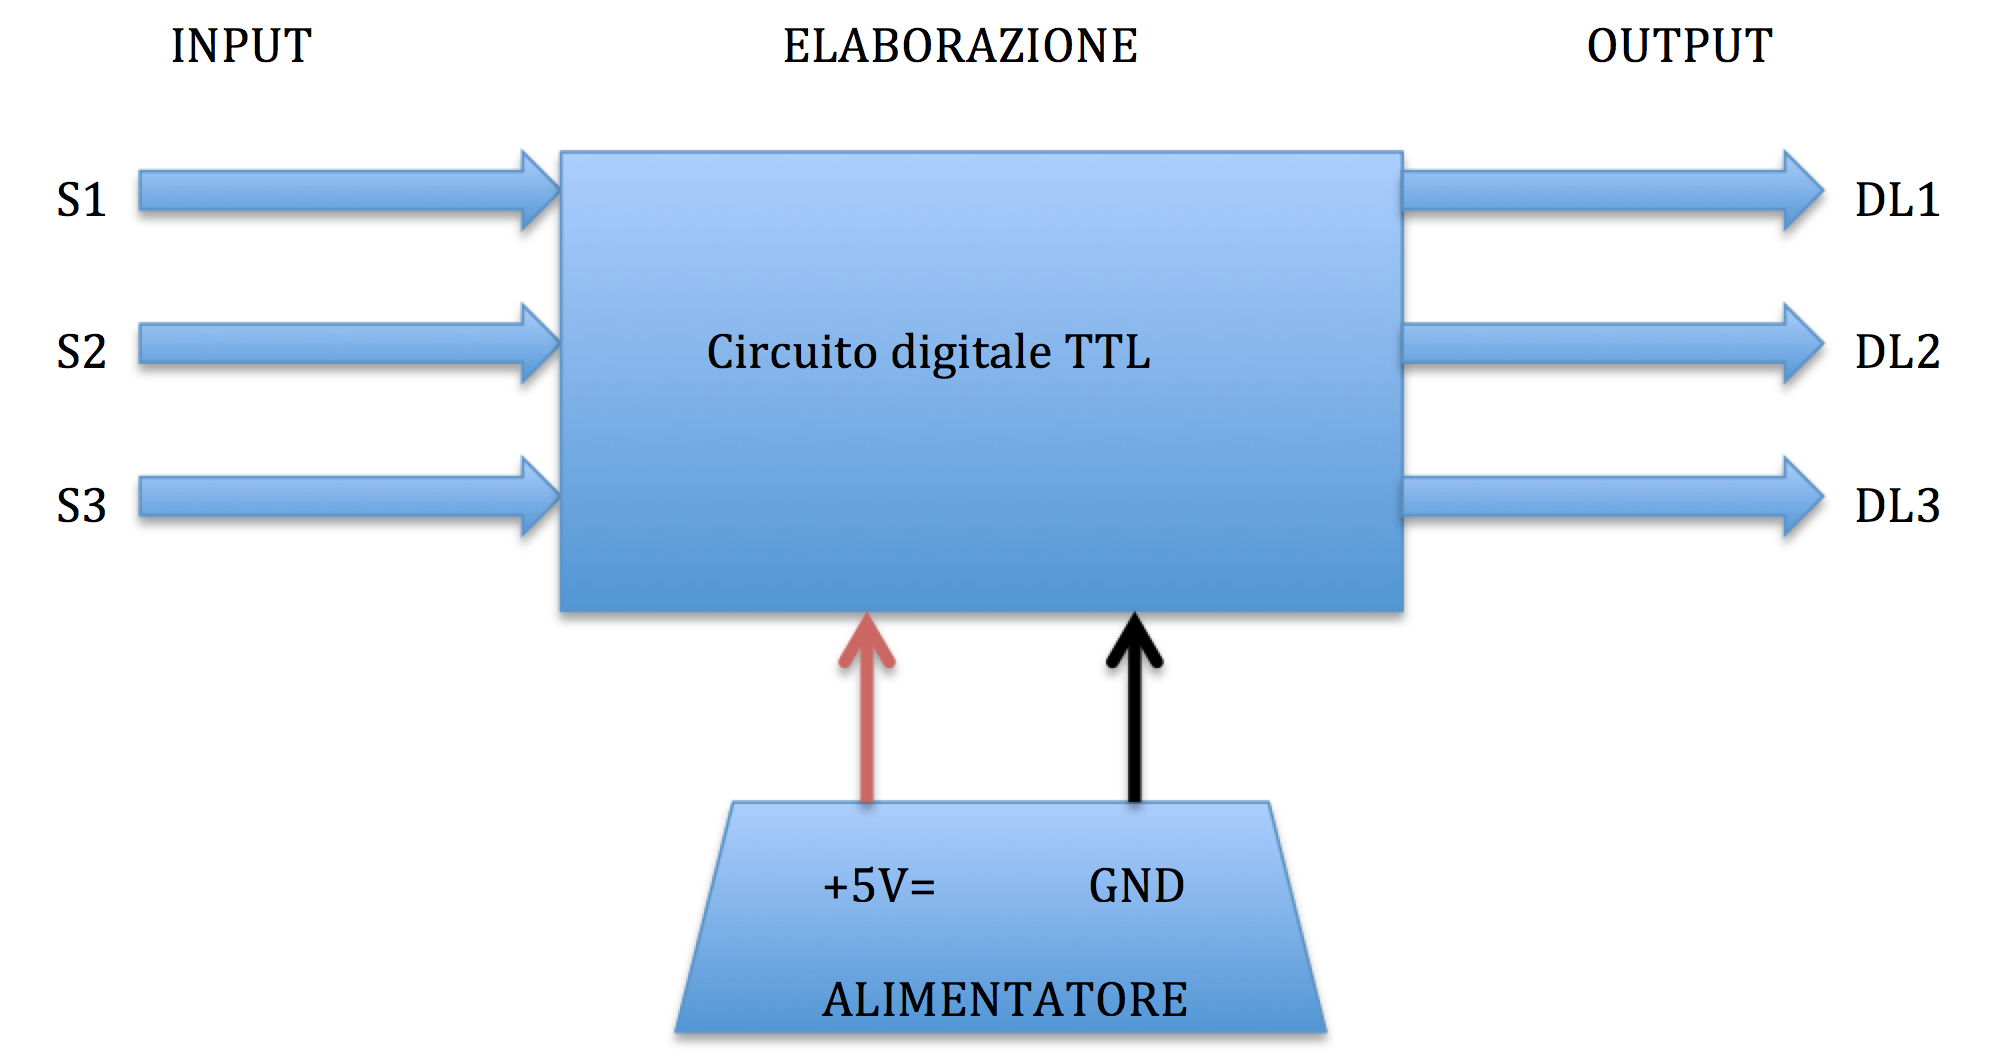 INPUT ELABORAZIONE OUTPUT
S1 DL1
S2 Circuito digitale TTL DL2
S3 DL3
+5V= GND
ALIMENTATORE